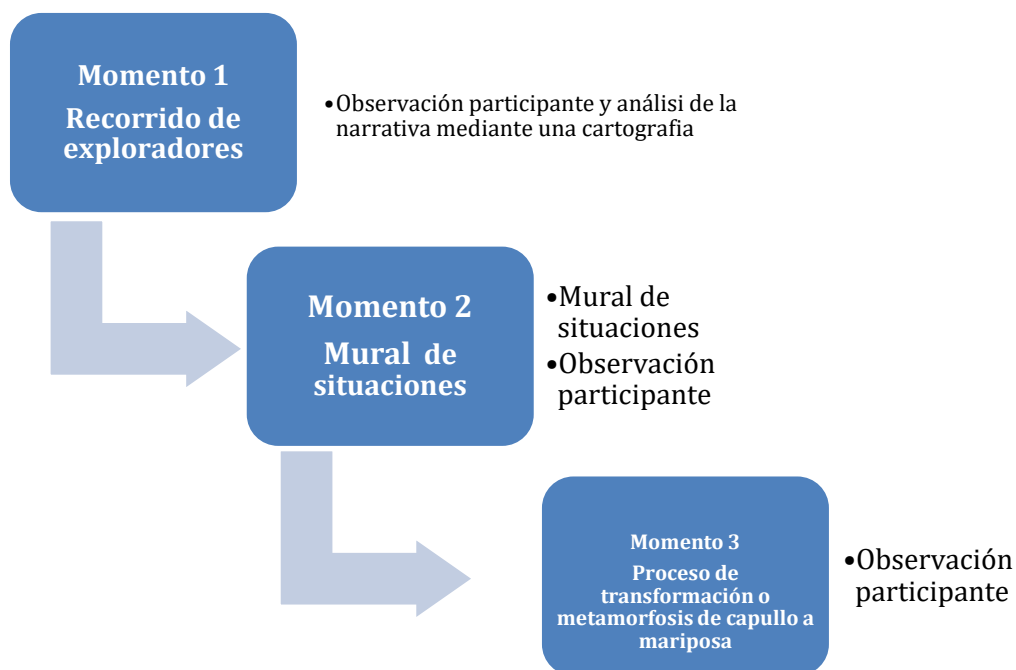 Momento 1
Recorrido de
exploradores
•Observación participante y análisi de la
narrativa mediante una cartografia
Momento 2
Mural de
situaciones
•Mural de
situaciones
•Observación
participante
Momento 3
Proceso de
transformación o
metamorfosis de capullo a
mariposa
•Observación
participante